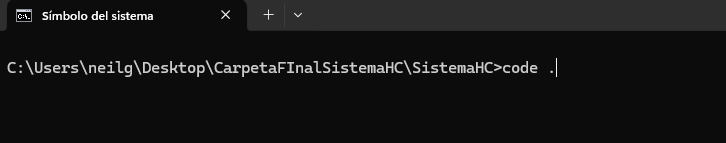 Símbolo del sistema
C:\Users\neilg\Desktop\CarpetaFInalSistemaHC\SistemaHC>code .